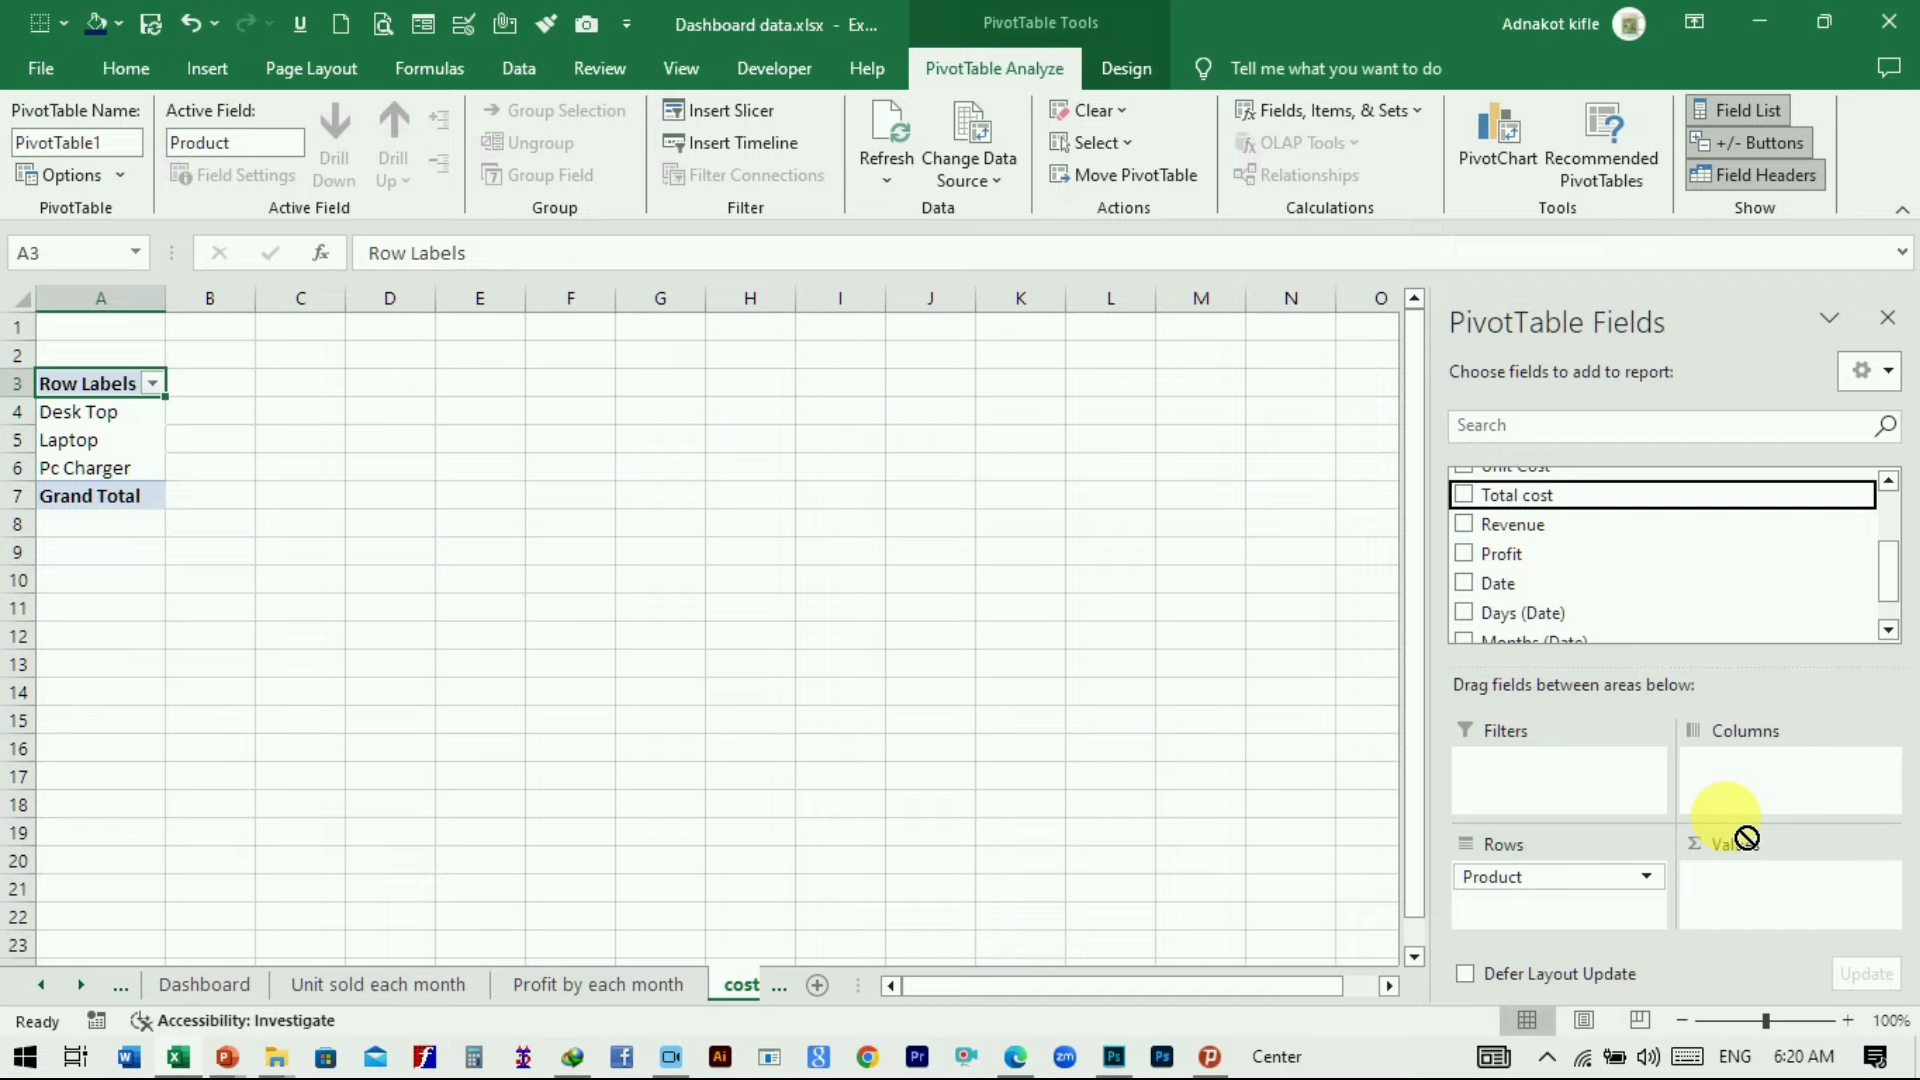 Dashboard data.xlsx - Ex...
PivotTable Tools
Adnakot kifle
File Home Insert Page Layout Formulas Data Review View Developer Help PivotTable Analyze Design Tell me what you want to do
PivotTable Name:
PivotTable1
Options
PivotTable
Active Field:
Product
Field Settings
Drill Down
Drill Up
Active Field
Group Selection
Ungroup
Group Field
Group
Insert Slicer
Insert Timeline
Filter Connections
Filter
Refresh
Change Data Source
Data
Clear
Select
Move PivotTable
Actions
Fields, Items, & Sets
OLAP Tools
Relationships
Calculations
PivotChart
Recommended PivotTables
Tools
Field List
+/- Buttons
Field Headers
Show
A3
fx
Row Labels
A B C D E F G H I J K L M N O
1
2
3 Row Labels
4 Desk Top
5 Laptop
6 Pc Charger
7 Grand Total
8
9
10
11
12
13
14
15
16
17
18
19
20
21
22
23
PivotTable Fields
Choose fields to add to report:
Search
Unit Cost
Total cost
Revenue
Profit
Date
Days (Date)
Months (Date)
Drag fields between areas below:
Filters
Columns
Rows
Σ Values
Product
Defer Layout Update
Update
... Dashboard Unit sold each month Profit by each month cost ...
Ready
Accessibility: Investigate
100%
Center
ENG
6:20 AM